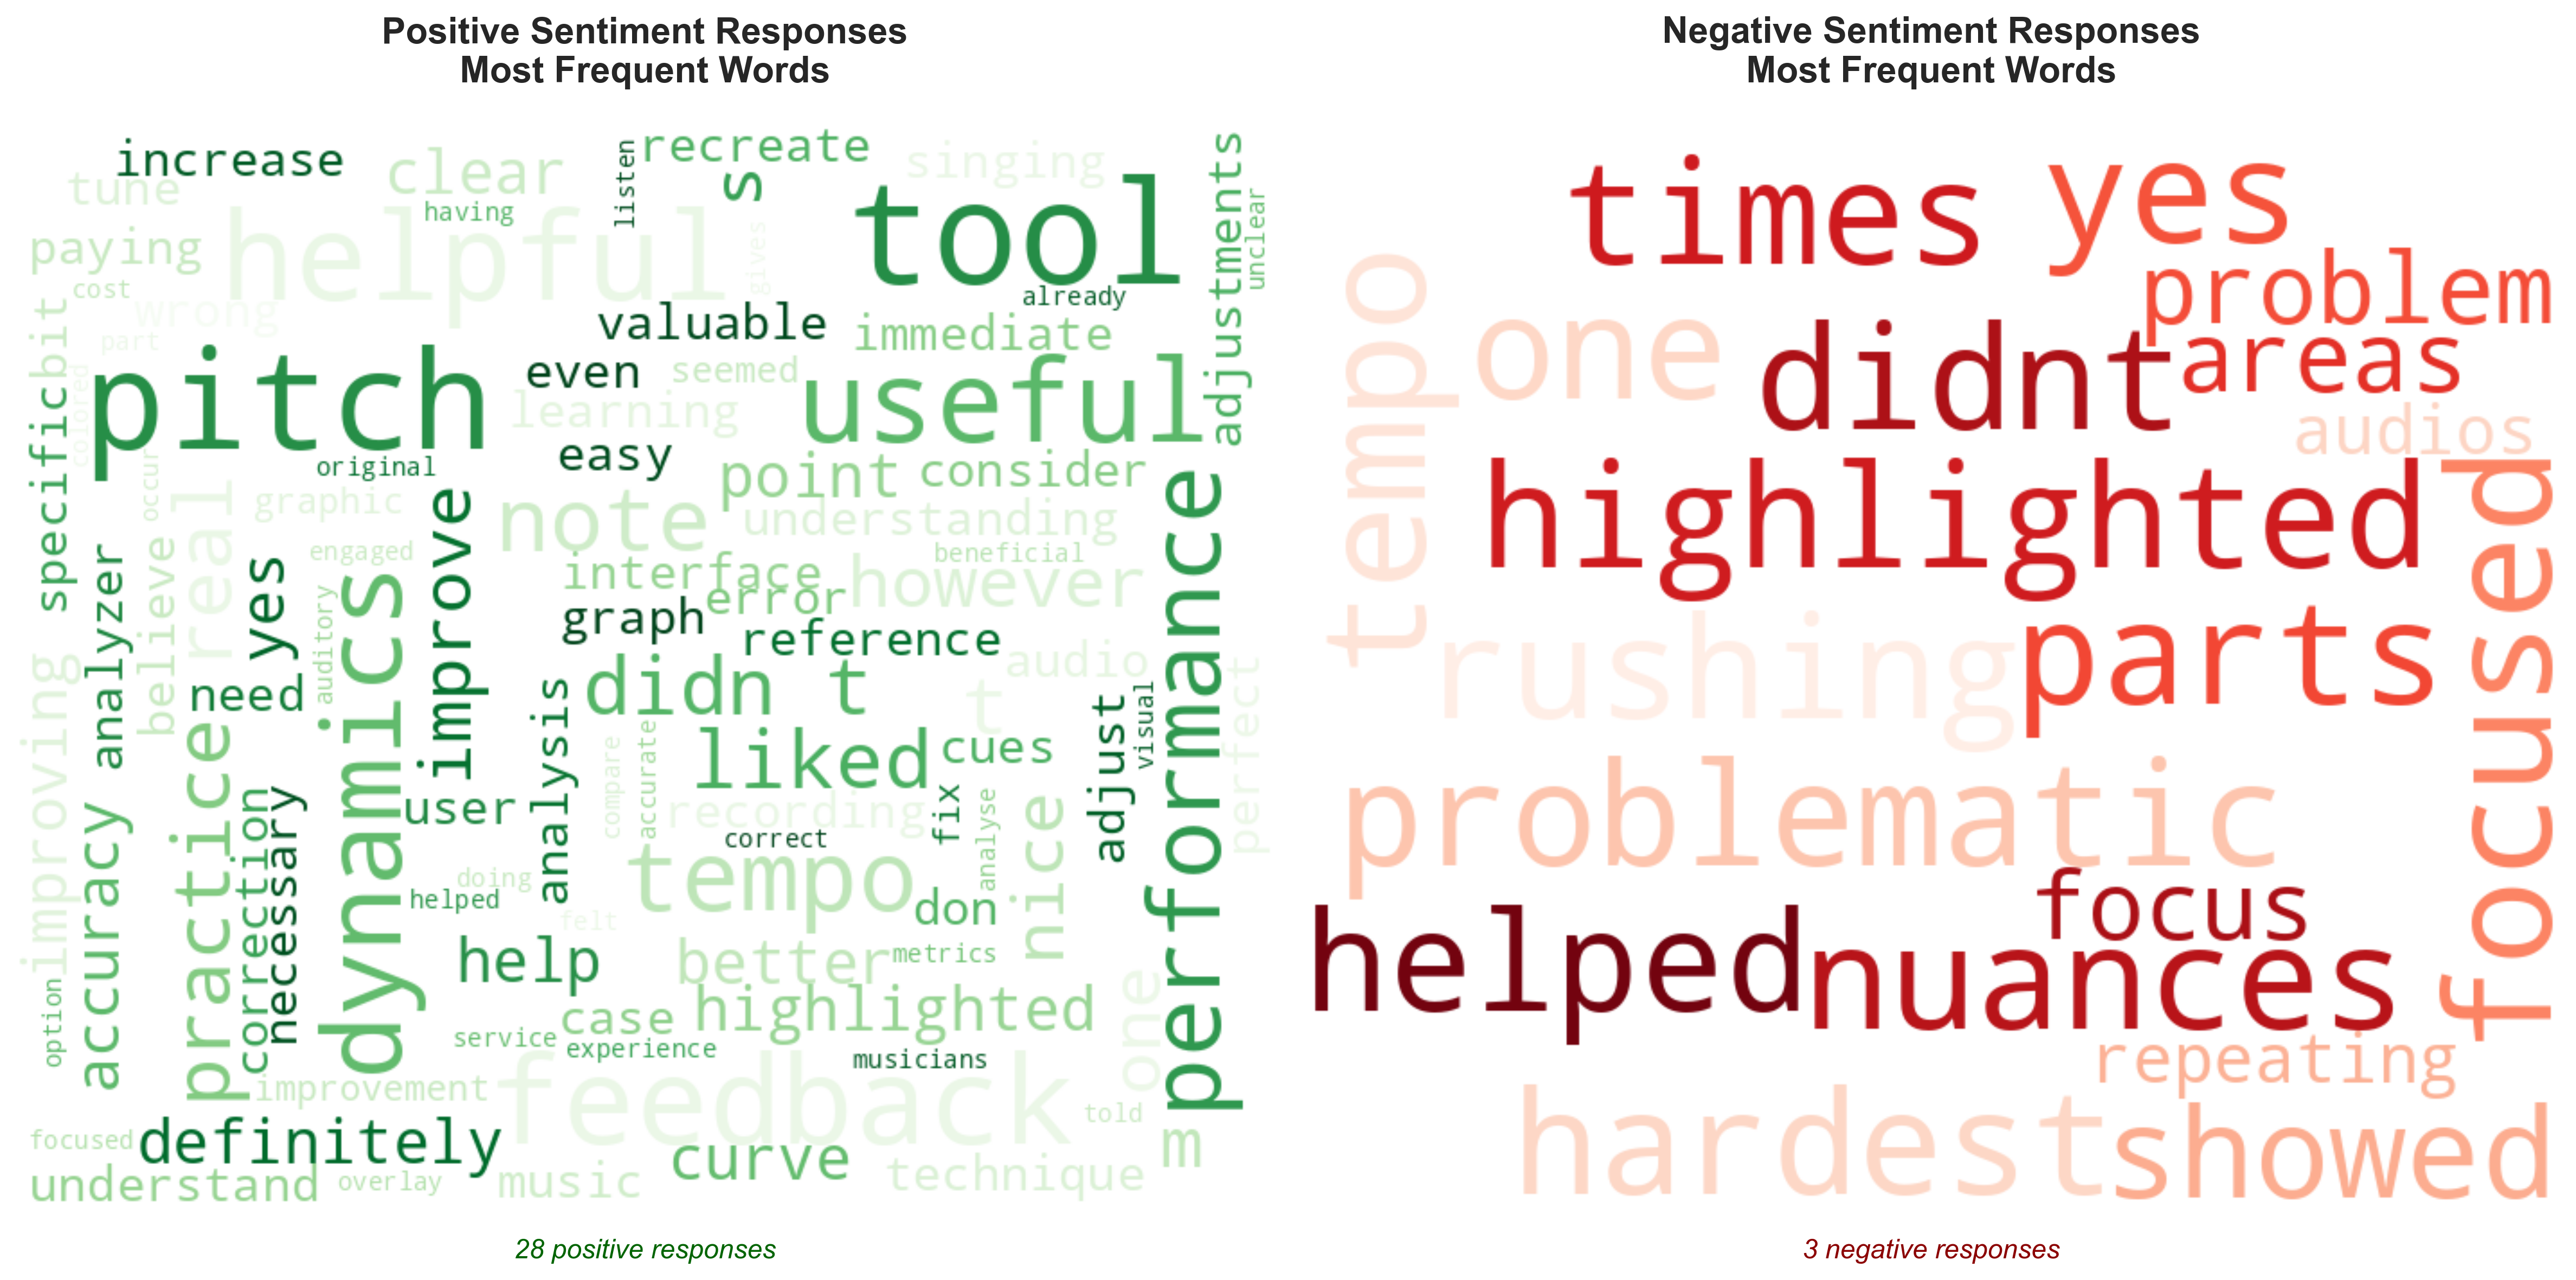 Positive Sentiment Responses
Most Frequent Words
increase
clear
listen
recreate
s
singing
adjustments
tune
having
tool
unclear
paying
helpful
gives
cost
already
wrong
valuable
immediate
bit
part
pitch
even
seemed
useful
colored
learning
easy
original
point
consider
specific
occur
real
graphic
note
understanding
performance
improve
engaged
beneficial
analyzer
believe
yes
interface
however
error
graph
reference
auditory
dynamics
audio
need
didn t
t
visual
perfect
improving
practice
analysis
liked
cues
adjust
accuracy
correction
necessary
user
compare
accurate
recording
fix
analyse
nice
correct
tempo
doing
helped
felt
don
help
better
metrics
option
service
case
highlighted
one
experience
musicians
improvement
feedback
told
focused
definitely
curve
m
understand
overlay
music
technique
28 positive responses
Negative Sentiment Responses
Most Frequent Words
times
yes
tempo
problem
one
didnt
areas
audios
highlighted
focused
rushing
parts
problematic
focus
helped
nuances
repeating
hardest
showed
3 negative responses